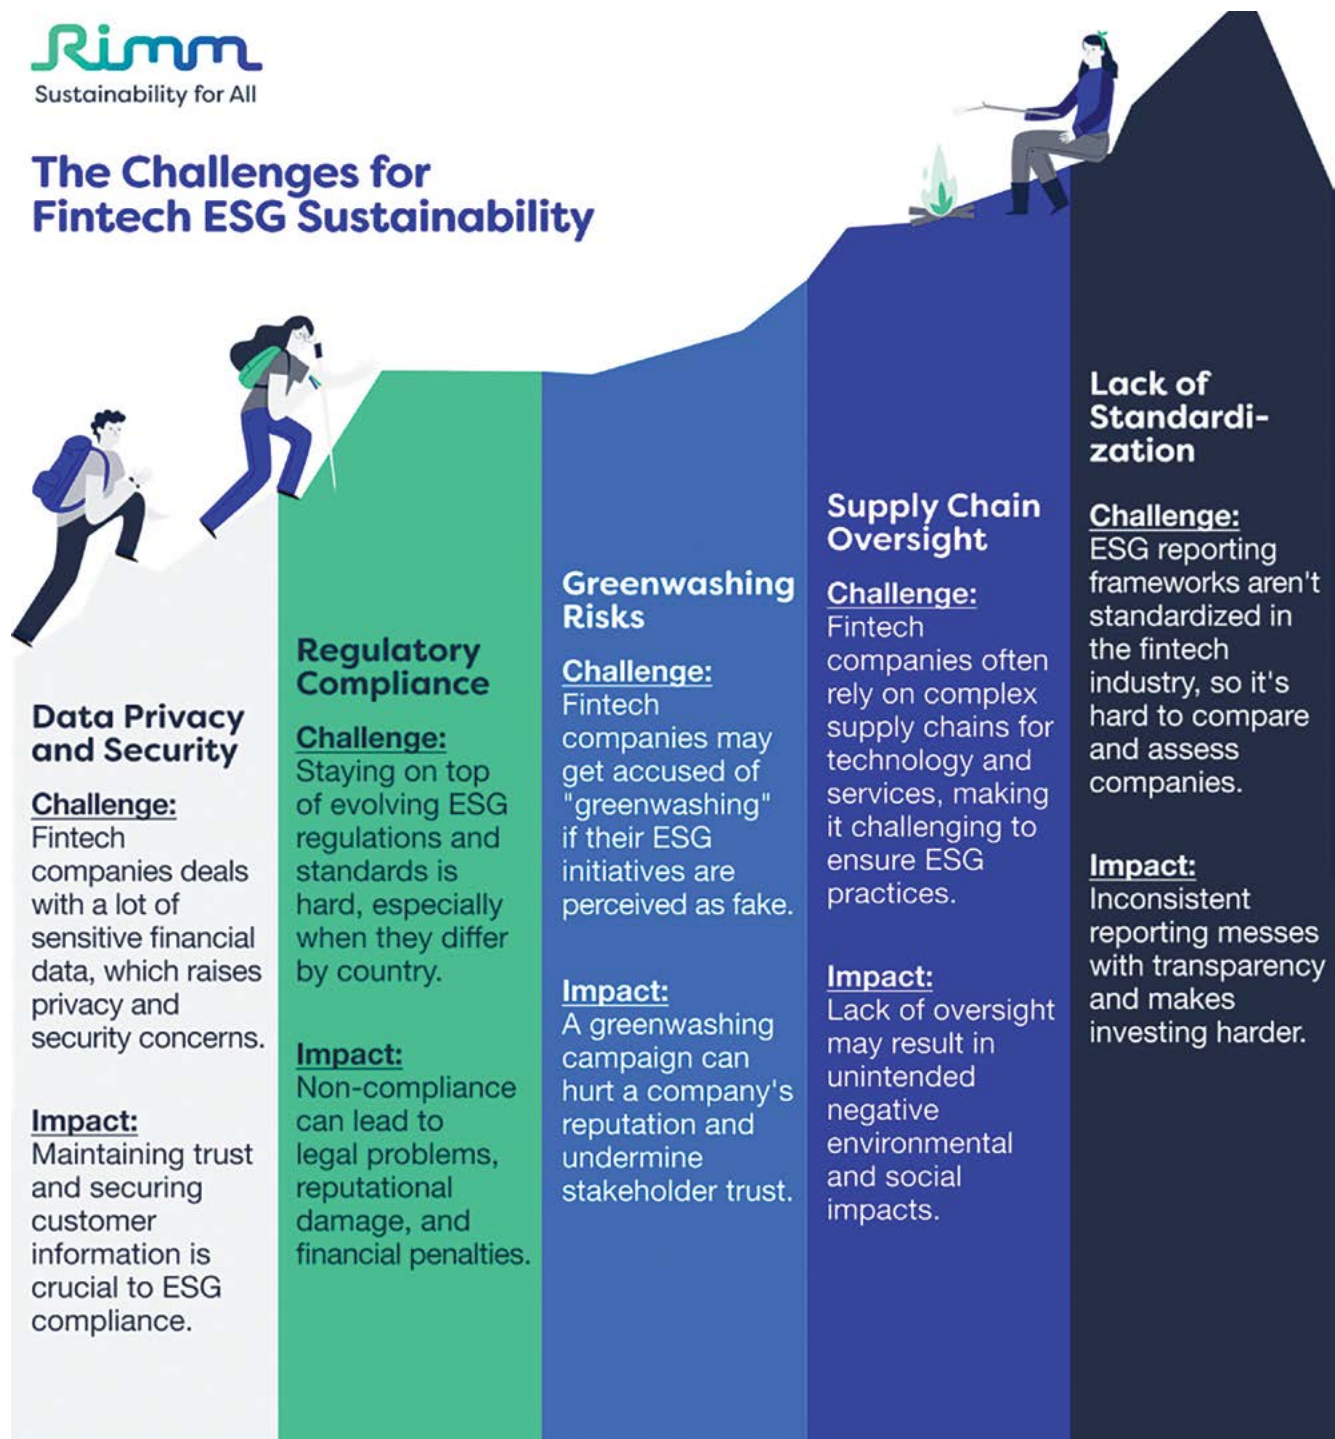 Rimm
Sustainability for All
The Challenges for
Fintech ESG Sustainability
Data Privacy
and Security
Challenge:
Fintech
companies deals
with a lot of
sensitive financial
data, which raises
privacy and
security concerns.
Impact:
Maintaining trust
and securing
customer
information is
crucial to ESG
compliance.
Regulatory
Compliance
Challenge:
Staying on top
of evolving ESG
regulations and
standards is
hard, especially
when they differ
by country.
Impact:
Non-compliance
can lead to
legal problems,
reputational
damage, and
financial penalties.
Greenwashing
Risks
Challenge:
Fintech
companies may
get accused of
"greenwashing"
if their ESG
initiatives are
perceived as fake.
Impact:
A greenwashing
campaign can
hurt a company's
reputation and
undermine
stakeholder trust.
Supply Chain
Oversight
Challenge:
Fintech
companies often
rely on complex
supply chains for
technology and
services, making
it challenging to
ensure ESG
practices.
Impact:
Lack of oversight
may result in
unintended
negative
environmental
and social
impacts.
Lack of
Standardi-
zation
Challenge:
ESG reporting
frameworks aren't
standardized in
the fintech
industry, so it's
hard to compare
and assess
companies.
Impact:
Inconsistent
reporting messes
with transparency
and makes
investing harder.